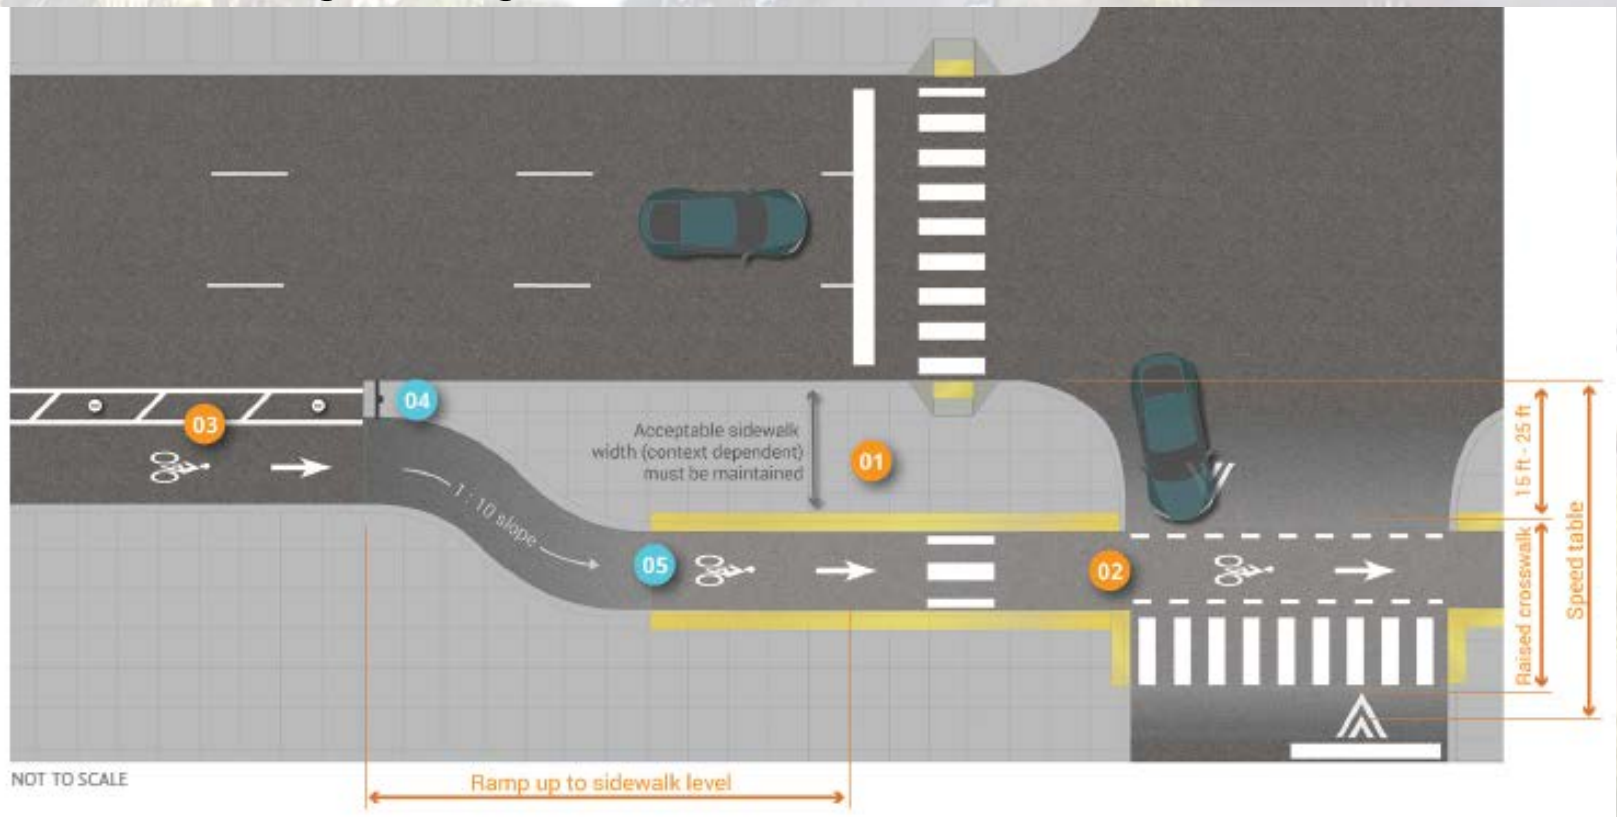 04
03
Acceptable sidewalk
width (context dependent)
must be maintained
01
1 : 10 slope
05
02
15 ft - 25 ft
Raised crosswalk
Speed table
NOT TO SCALE
Ramp up to sidewalk level